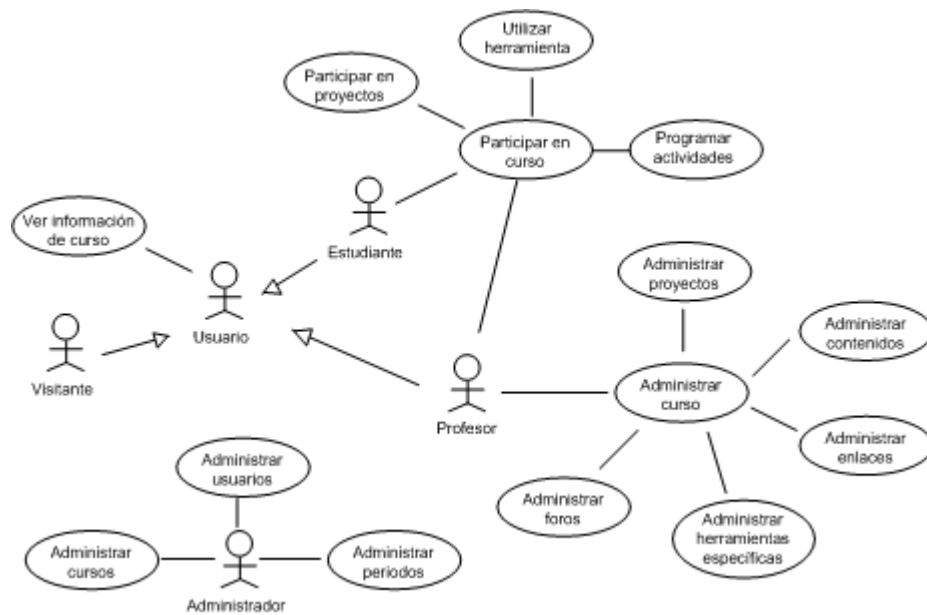 Utilizar
herramienta
Participar en
proyectos
Participar en
curso
Programar
actividades
Ver información
de curso
Estudiante
Usuario
Visitante
Administrar
proyectos
Administrar
contenidos
Administrar
curso
Profesor
Administrar
enlaces
Administrar
foros
Administrar
herramientas
específicas
Administrar
usuarios
Administrar
cursos
Administrar
periodos
Administrador